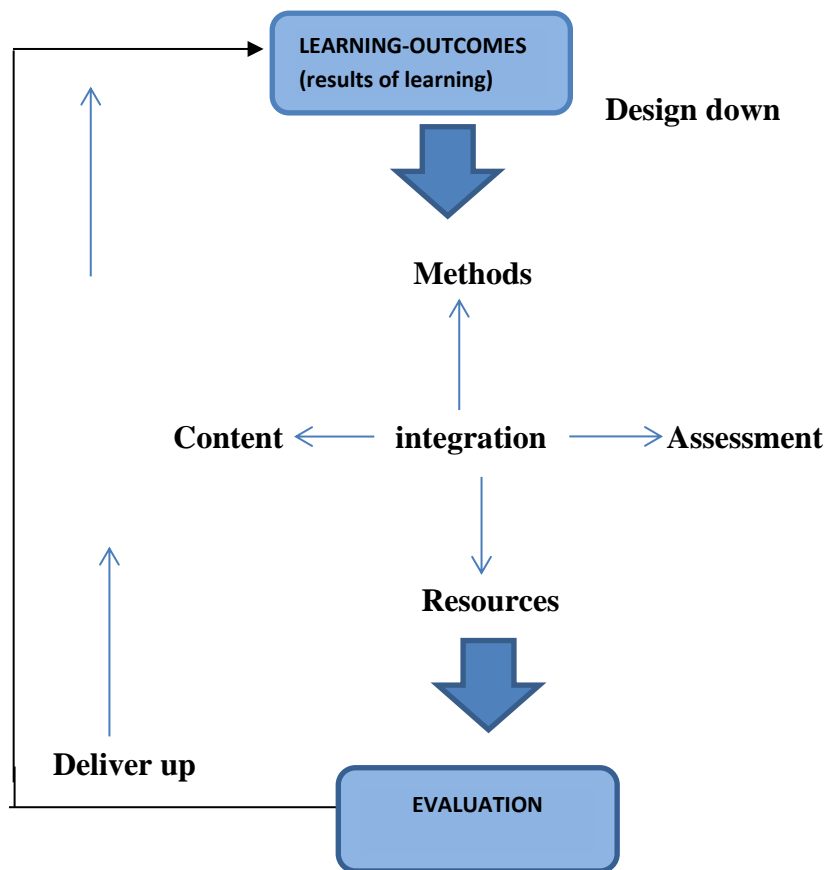 LEARNING-OUTCOMES
(results of learning)
Design down
Methods
Content integration Assessment
Resources
Deliver up
EVALUATION